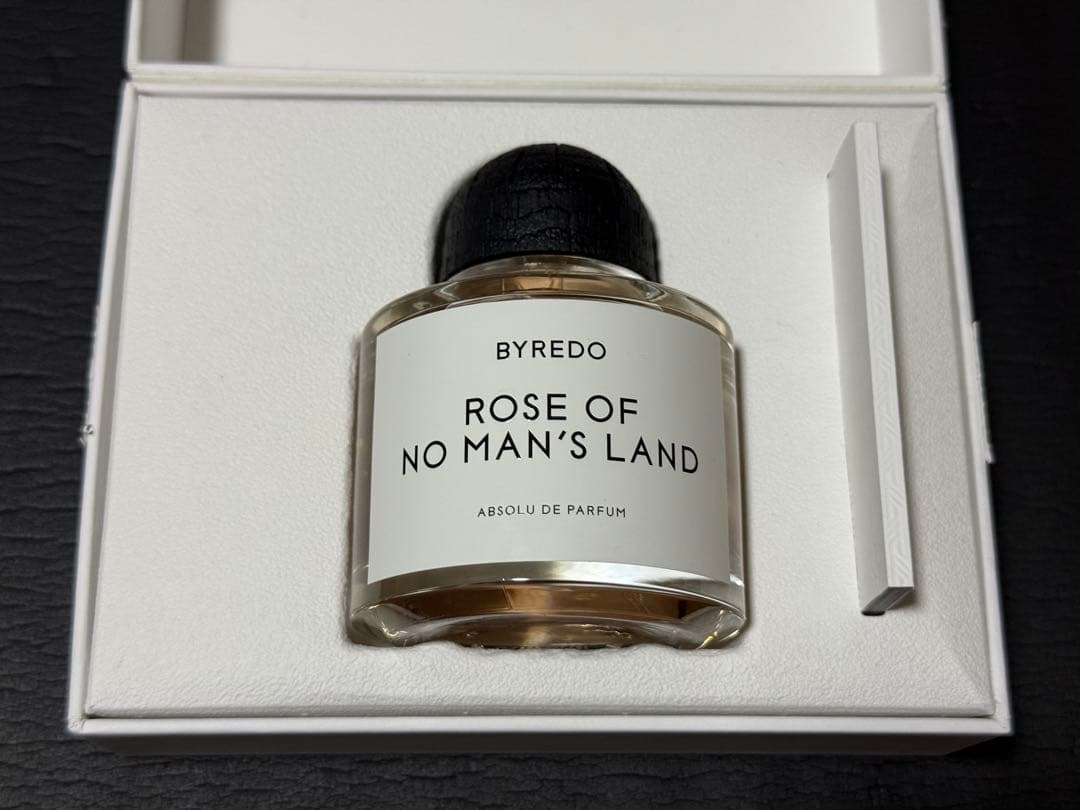 BYREDO
ROSE OF
NO MAN'S LAND
ABSOLU DE PARFUM